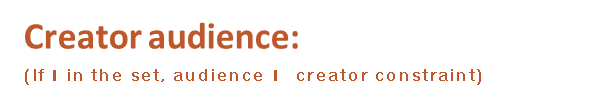 Creator audience:
(If I in the set, audience I creator constraint)